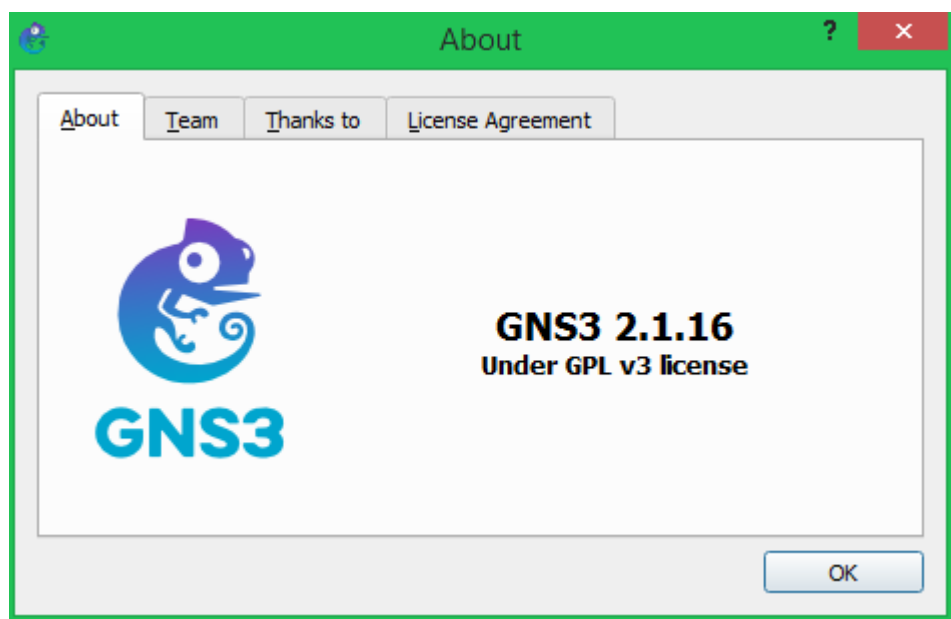 About
? ×
About Team Thanks to License Agreement
GNS3 2.1.16
Under GPL v3 license
GNS3
OK